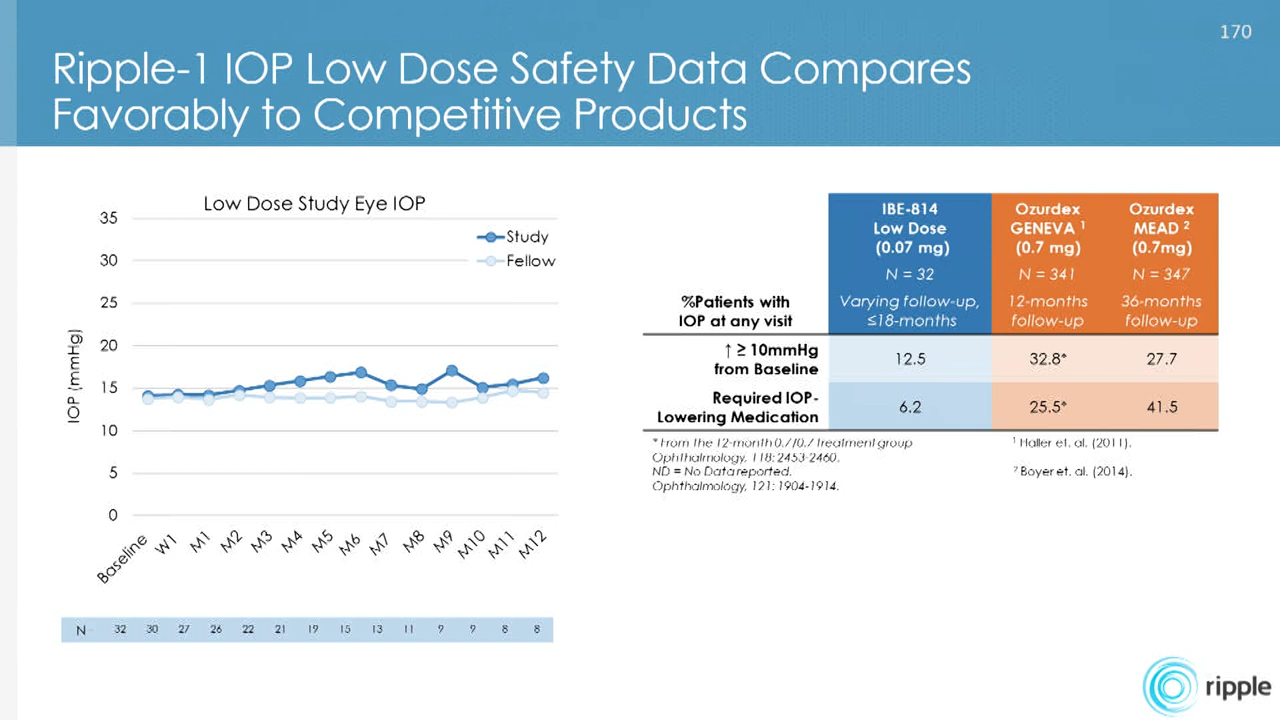 170
Ripple-1 IOP Low Dose Safety Data Compares
Favorably to Competitive Products
Low Dose Study Eye IOP
35
30
25
20
15
10
5
0
IOP (mmHg)
Study
Fellow
Baseline W1 M1 M2 M3 M4 M5 M6 M7 M8 M9 M10 M11 M12
N 32 30 27 26 22 21 19 15 13 11 9 9 8 8
IBE-814 Low Dose (0.07 mg)
Ozurdex GENEVA 1 (0.7 mg)
Ozurdex MEAD 2 (0.7mg)
N = 32 N = 341 N = 347
%Patients with IOP at any visit
Varying follow-up, ≤18-months
12-months follow-up
36-months follow-up
↑ ≥ 10mmHg from Baseline 12.5 32.8* 27.7
Required IOP-Lowering Medication 6.2 25.5* 41.5
* From the 12-month 0.7/0.7 treatment group
1 Haller et. al. (2011).
Ophthalmology, 118: 2453-2460.
ND = No Data reported.
2 Boyer et. al. (2014).
Ophthalmology, 121: 1904-1914.
ripple